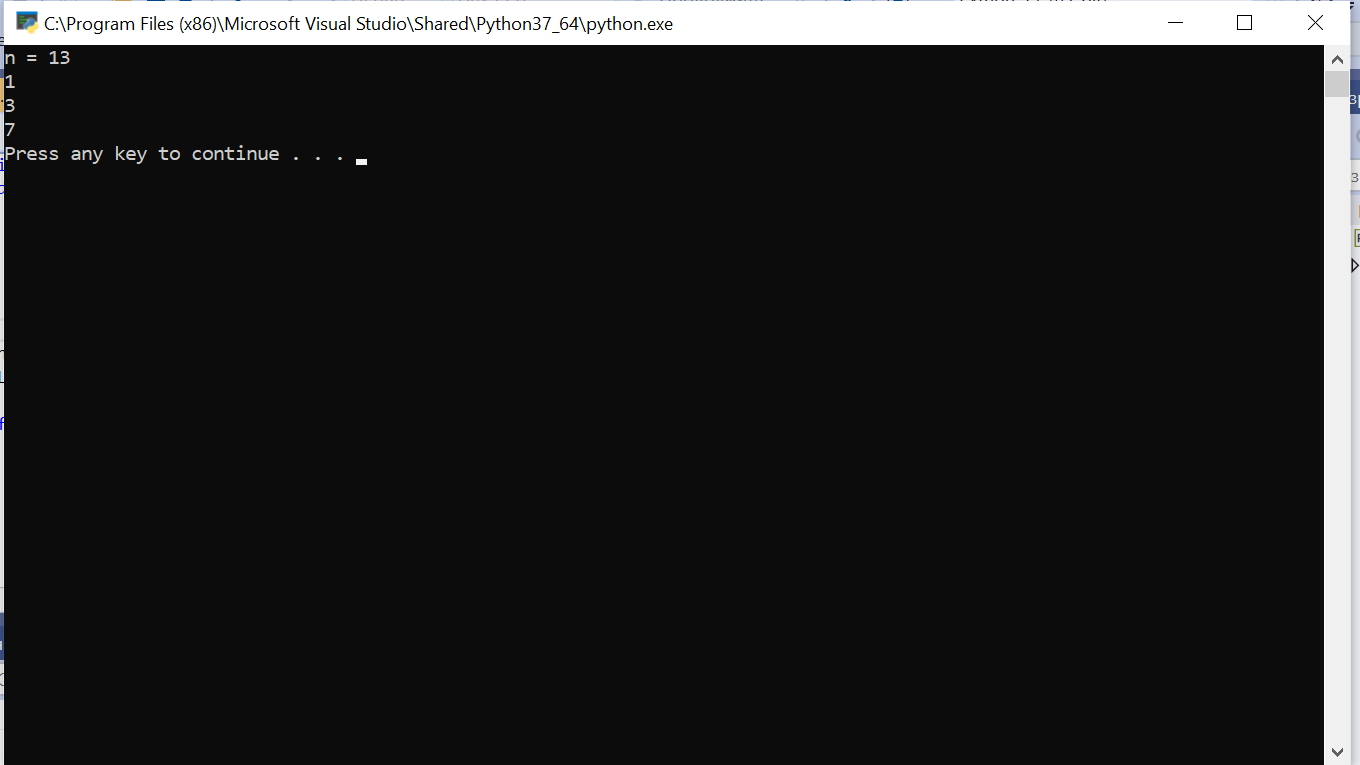 C:\Program Files (x86)\Microsoft Visual Studio\Shared\Python37_64\python.exe
n = 13
1
3
7
Press any key to continue . . .